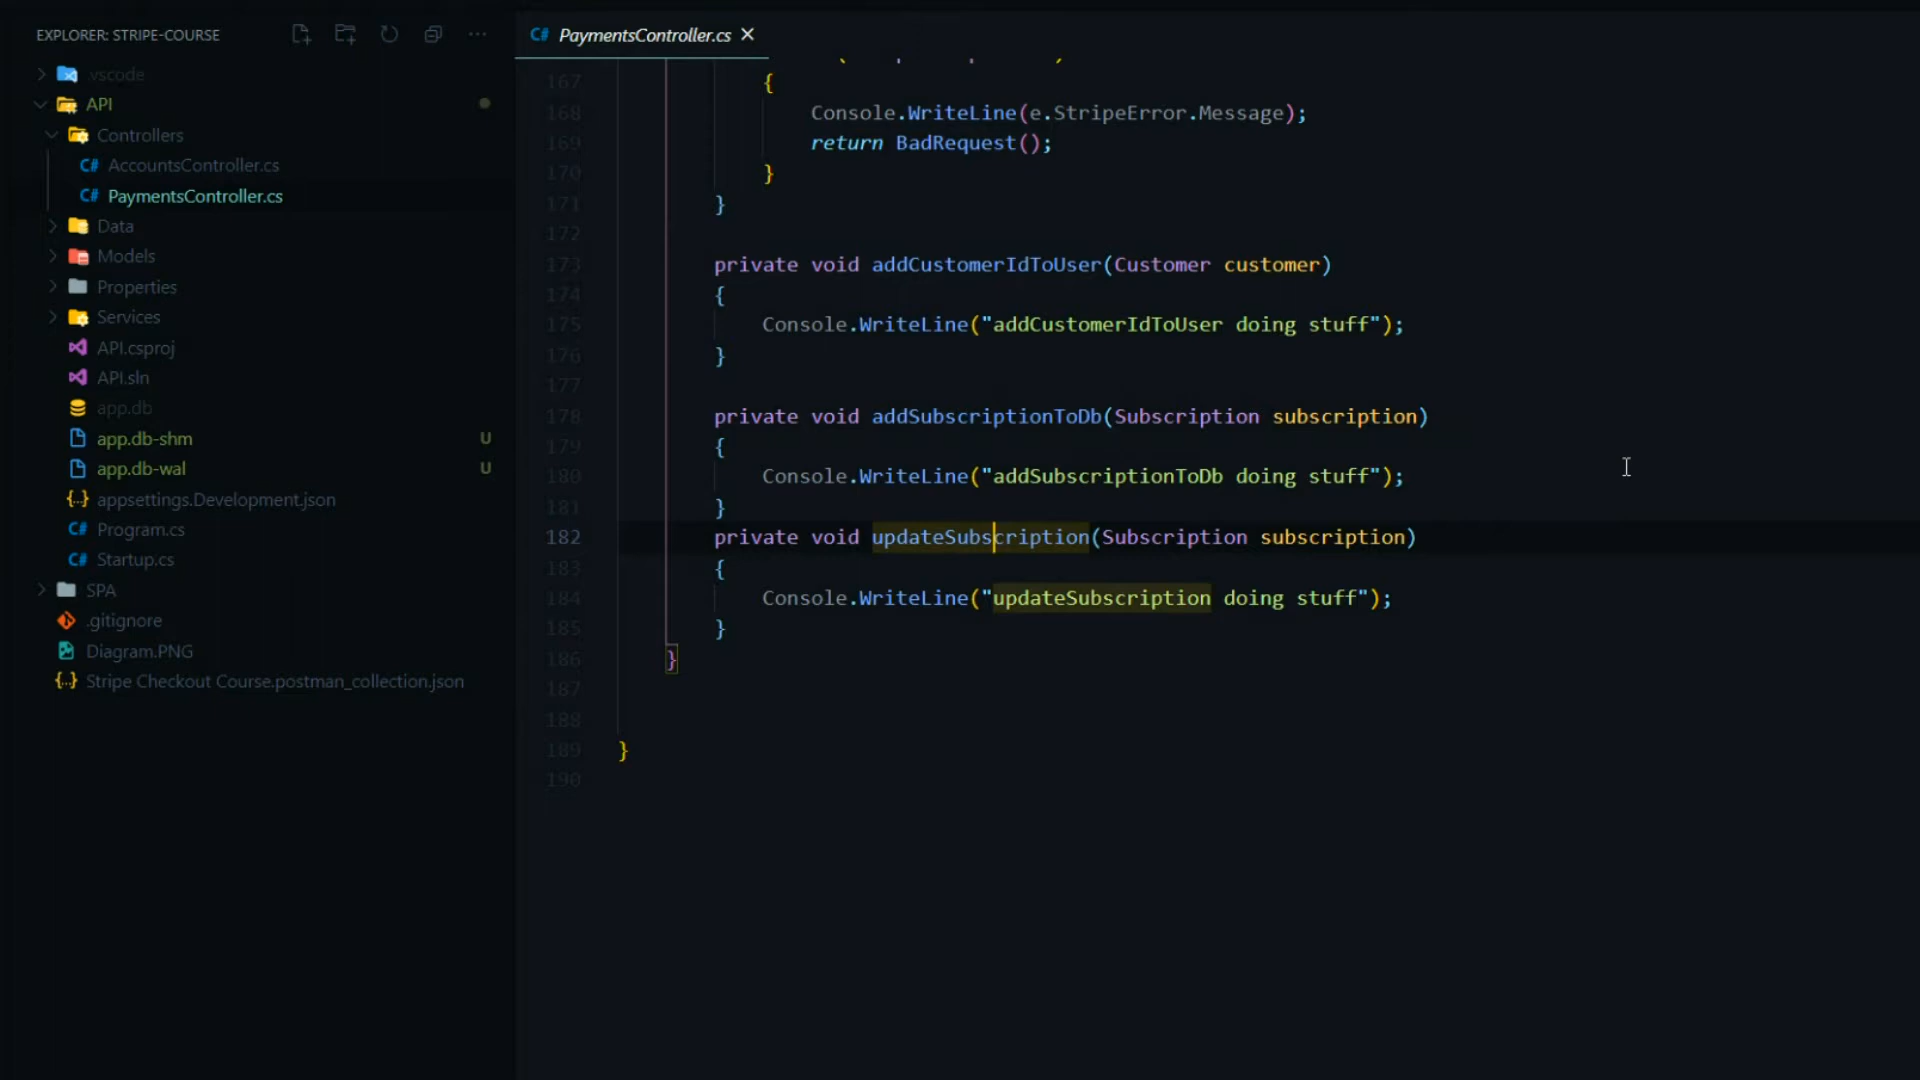 EXPLORER: STRIPE-COURSE
.vscode
API
Controllers
C# AccountsController.cs
C# PaymentsController.cs
Data
Models
Properties
Services
API.csproj
API.sln
app.db
app.db-shm U
app.db-wal U
{..} appsettings.Development.json
C# Program.cs
C# Startup.cs
SPA
.gitignore
Diagram.PNG
{..} Stripe Checkout Course.postman_collection.json
C# PaymentsController.cs
167 {
168 Console.WriteLine(e.StripeError.Message);
169 return BadRequest();
170 }
171 }
172
173 private void addCustomerIdToUser(Customer customer)
174 {
175 Console.WriteLine("addCustomerIdToUser doing stuff");
176 }
177
178 private void addSubscriptionToDb(Subscription subscription)
179 {
180 Console.WriteLine("addSubscriptionToDb doing stuff");
181 }
182 private void updateSubscription(Subscription subscription)
183 {
184 Console.WriteLine("updateSubscription doing stuff");
185 }
186 }
187
188
189 }
190